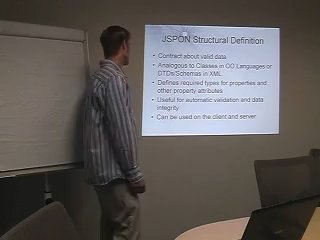 JSPON Structural Definition
• Contract about valid data
• Analogous to Classes in OO Languages or
DTDs/Schemas in XML
• Defines required types for properties and
other property attributes
• Useful for automatic validation and data
integrity
• Can be used on the client and server